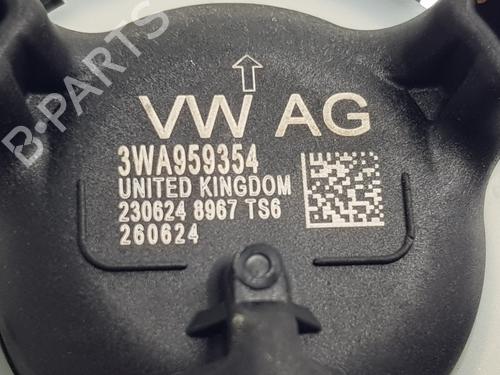 VW AG
3WA959354
UNITED KINGDOM
230624 8967 TS6
260624
B-PARTS